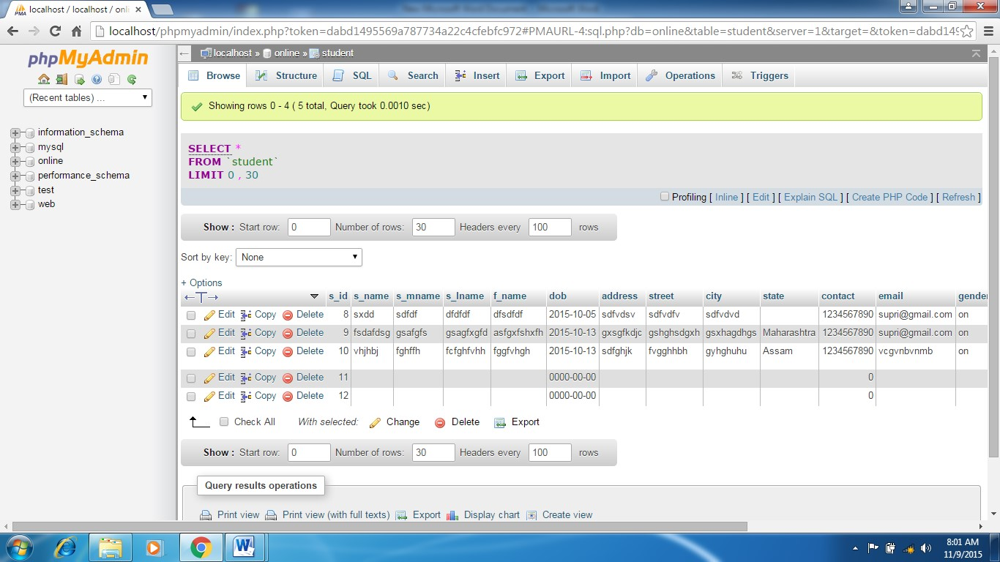 localhost / localhost / onli
New Microsoft Word Document - Microsoft Word
localhost/phpmyadmin/index.php?token=dabd1495569a787734a22c4cfebfc972#PMAURL-4:sql.php?db=online&table=student&server=1&target=&token=dabd149
phpMyAdmin
(Recent tables) ...
information_schema
mysql
online
performance_schema
test
web
localhost » online » student
Browse Structure SQL Search Insert Export Import Operations Triggers
Showing rows 0 - 4 ( 5 total, Query took 0.0010 sec)
SELECT *
FROM `student`
LIMIT 0 , 30
Profiling [ Inline ] [ Edit ] [ Explain SQL ] [ Create PHP Code ] [ Refresh ]
Show : Start row: 0 Number of rows: 30 Headers every 100 rows
Sort by key: None
+ Options
←T→ s_id s_name s_mname s_lname f_name dob address street city state contact email gender
Edit Copy Delete 8 sxdd sdfdf dfdfdf dfsdfdf 2015-10-05 sdfvdsv sdfvdfv sdfvdvd 1234567890 supri@gmail.com on
Edit Copy Delete 9 fsdafdsg gsafgfs gsagfxgfd asfgxfshxfh 2015-10-13 gxsgfkdjc gshghsdgxh gsxhagdhgs Maharashtra 1234567890 supri@gmail.com on
Edit Copy Delete 10 vhjhbj fghffh fcfghfvhh fggfvhgh 2015-10-13 sdfghjk fvgghhbh gyhghuhu Assam 1234567890 vcgvnbvnmb on
Edit Copy Delete 11 0000-00-00 0
Edit Copy Delete 12 0000-00-00 0
Check All With selected: Change Delete Export
Show : Start row: 0 Number of rows: 30 Headers every 100 rows
Query results operations
Print view Print view (with full texts) Export Display chart Create view
8:01 AM
11/9/2015